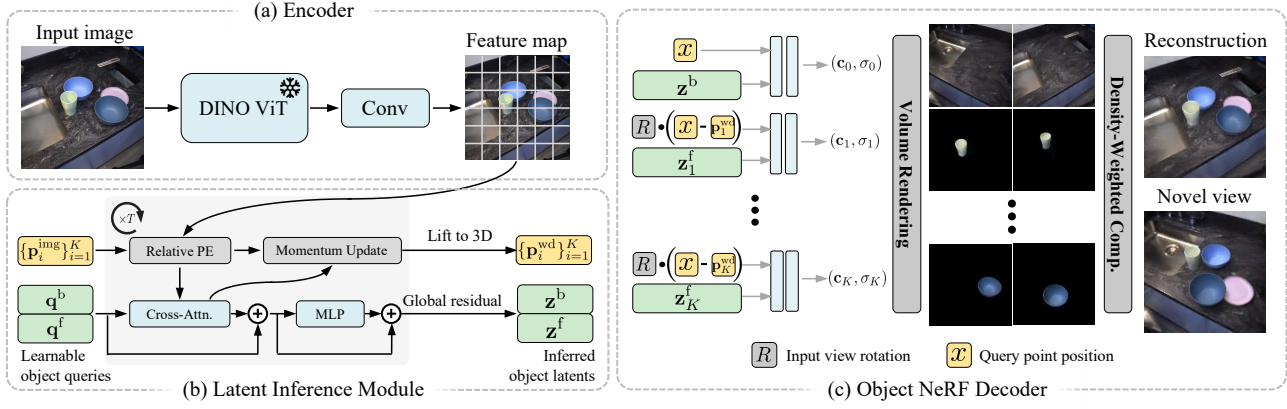 (a) Encoder
Input image
Feature map
DINO ViT
Conv
×T
{p_i^img}_{i=1}^K
Relative PE
Momentum Update
Lift to 3D
{p_i^wd}_{i=1}^K
q^b
q^f
Cross-Attn.
+
MLP
+
Global residual
z^b
z^f
Learnable
object queries
Inferred
object latents
(b) Latent Inference Module
x
z^b
(c_0, σ_0)
R • (x - p_1^wd)
z_1^f
(c_1, σ_1)
R • (x - p_K^wd)
z_K^f
(c_K, σ_K)
Volume Rendering
Density-Weighted Comp.
Reconstruction
Novel view
R Input view rotation
x Query point position
(c) Object NeRF Decoder